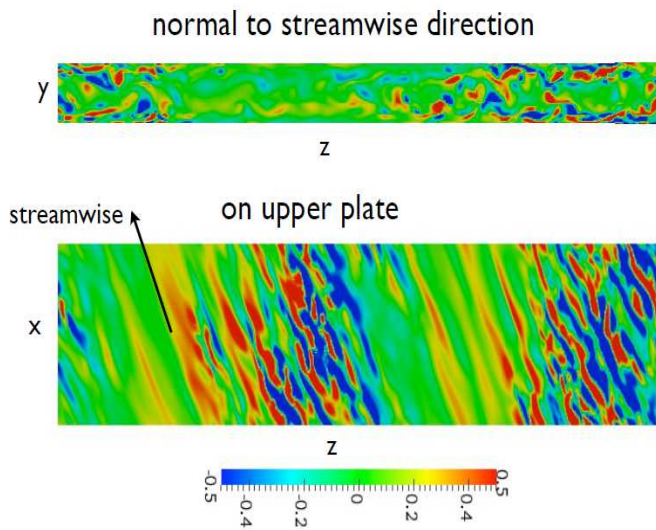 normal to streamwise direction
y
z
streamwise
on upper plate
x
z
-0.5 -0.4 -0.2 0 0.2 0.4 0.5